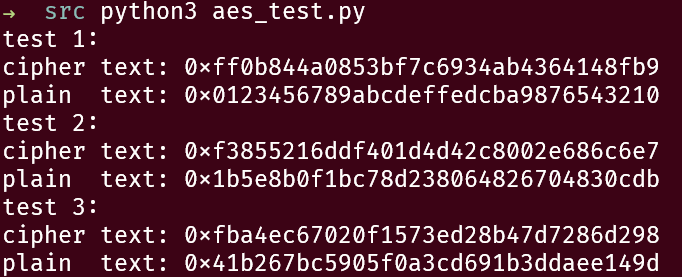 → src python3 aes_test.py
test 1:
cipher text: 0×ff0b844a0853bf7c6934ab4364148fb9
plain  text: 0×0123456789abcdeffedcba9876543210
test 2:
cipher text: 0×f3855216ddf401d4d42c8002e686c6e7
plain  text: 0×1b5e8b0f1bc78d238064826704830cdb
test 3:
cipher text: 0×fba4ec67020f1573ed28b47d7286d298
plain  text: 0×41b267bc5905f0a3cd691b3ddaee149d